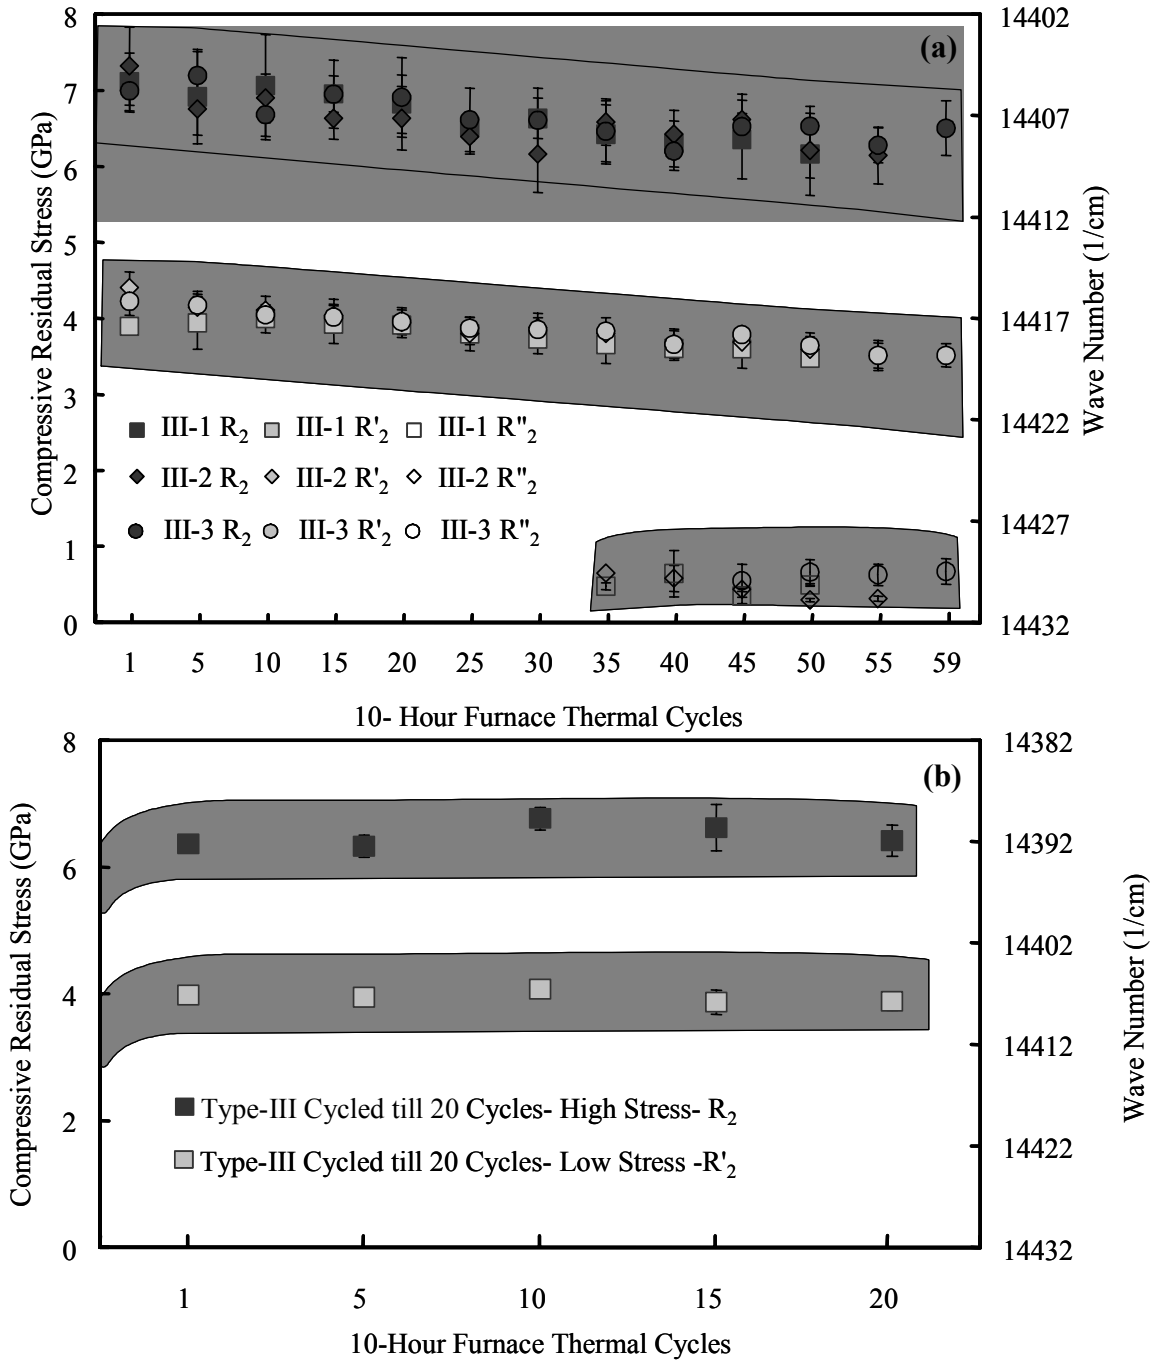 (a)
Compressive Residual Stress (GPa)
8
7
6
5
4
3
2
1
0
14402
14407
14412
14417
14422
14427
14432
Wave Number (1/cm)
III-1 R2 III-1 R'2 III-1 R"2
III-2 R2 III-2 R'2 III-2 R"2
III-3 R2 III-3 R'2 III-3 R"2
1 5 10 15 20 25 30 35 40 45 50 55 59
10- Hour Furnace Thermal Cycles
(b)
Compressive Residual Stress (GPa)
8
6
4
2
0
14382
14392
14402
14412
14422
14432
Wave Number (1/cm)
Type-III Cycled till 20 Cycles- High Stress- R2
Type-III Cycled till 20 Cycles- Low Stress -R'2
1 5 10 15 20
10-Hour Furnace Thermal Cycles